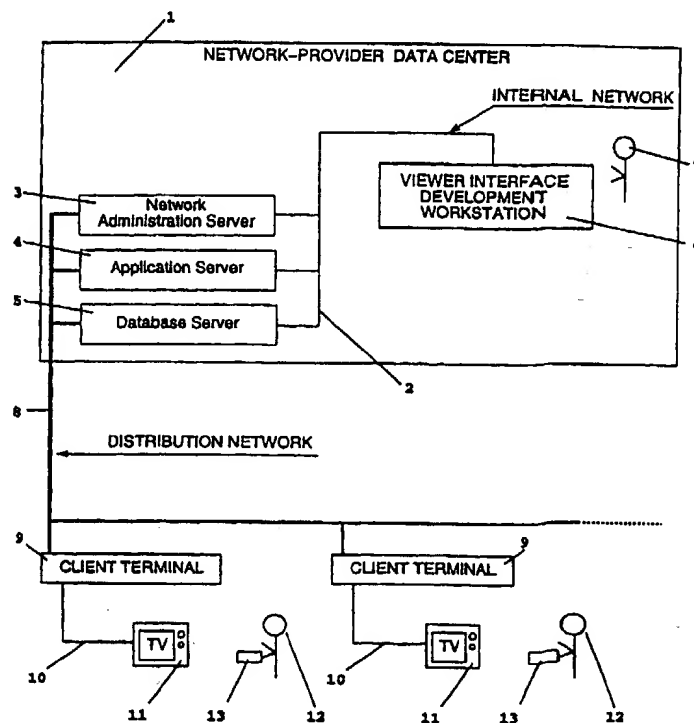 1
NETWORK-PROVIDER DATA CENTER
INTERNAL NETWORK
3
Network
Administration Server
VIEWER INTERFACE
DEVELOPMENT
WORKSTATION
4
Application Server
5
Database Server
2
8
DISTRIBUTION NETWORK
9
CLIENT TERMINAL
9
CLIENT TERMINAL
TV
TV
10
11
13
12
10
11
13
12